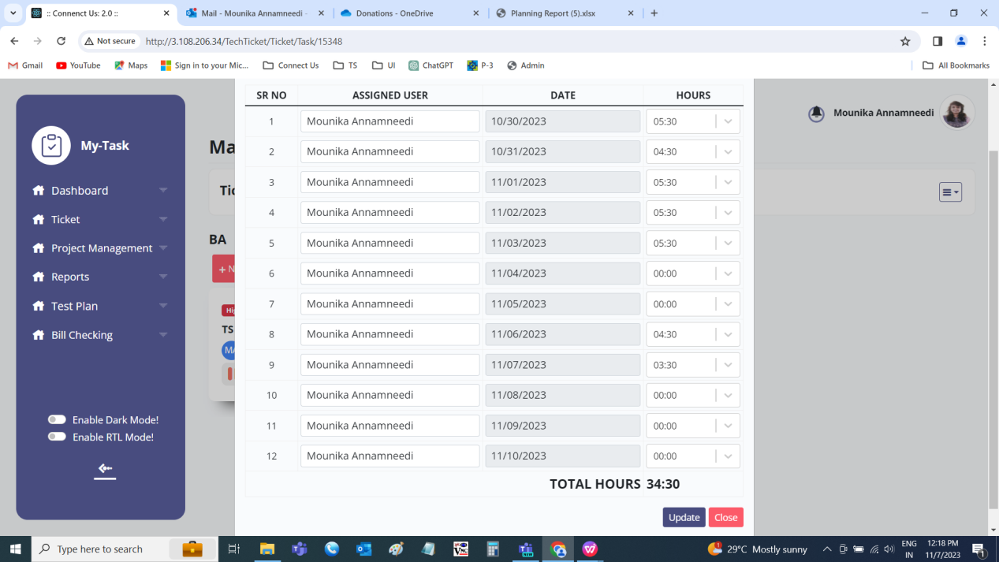 :: Connenct Us: 2.0 ::
Mail - Mounika Annamneedi -
Donations - OneDrive
Planning Report (5).xlsx
Not secure
http://3.108.206.34/TechTicket/Ticket/Task/15348
Gmail
YouTube
Maps
Sign in to your Mic...
Connect Us
TS
UI
ChatGPT
P-3
Admin
All Bookmarks
My-Task
Dashboard
Ticket
Project Management
Reports
Test Plan
Bill Checking
Enable Dark Mode!
Enable RTL Mode!
Ma
Tic
BA
+ N
Hi
TS
MA
SR NO ASSIGNED USER DATE HOURS
1 Mounika Annamneedi 10/30/2023 05:30
2 Mounika Annamneedi 10/31/2023 04:30
3 Mounika Annamneedi 11/01/2023 05:30
4 Mounika Annamneedi 11/02/2023 05:30
5 Mounika Annamneedi 11/03/2023 05:30
6 Mounika Annamneedi 11/04/2023 00:00
7 Mounika Annamneedi 11/05/2023 00:00
8 Mounika Annamneedi 11/06/2023 04:30
9 Mounika Annamneedi 11/07/2023 03:30
10 Mounika Annamneedi 11/08/2023 00:00
11 Mounika Annamneedi 11/09/2023 00:00
12 Mounika Annamneedi 11/10/2023 00:00
TOTAL HOURS 34:30
Update
Close
Mounika Annamneedi
Type here to search
29°C Mostly sunny
ENG
IN
12:18 PM
11/7/2023
1